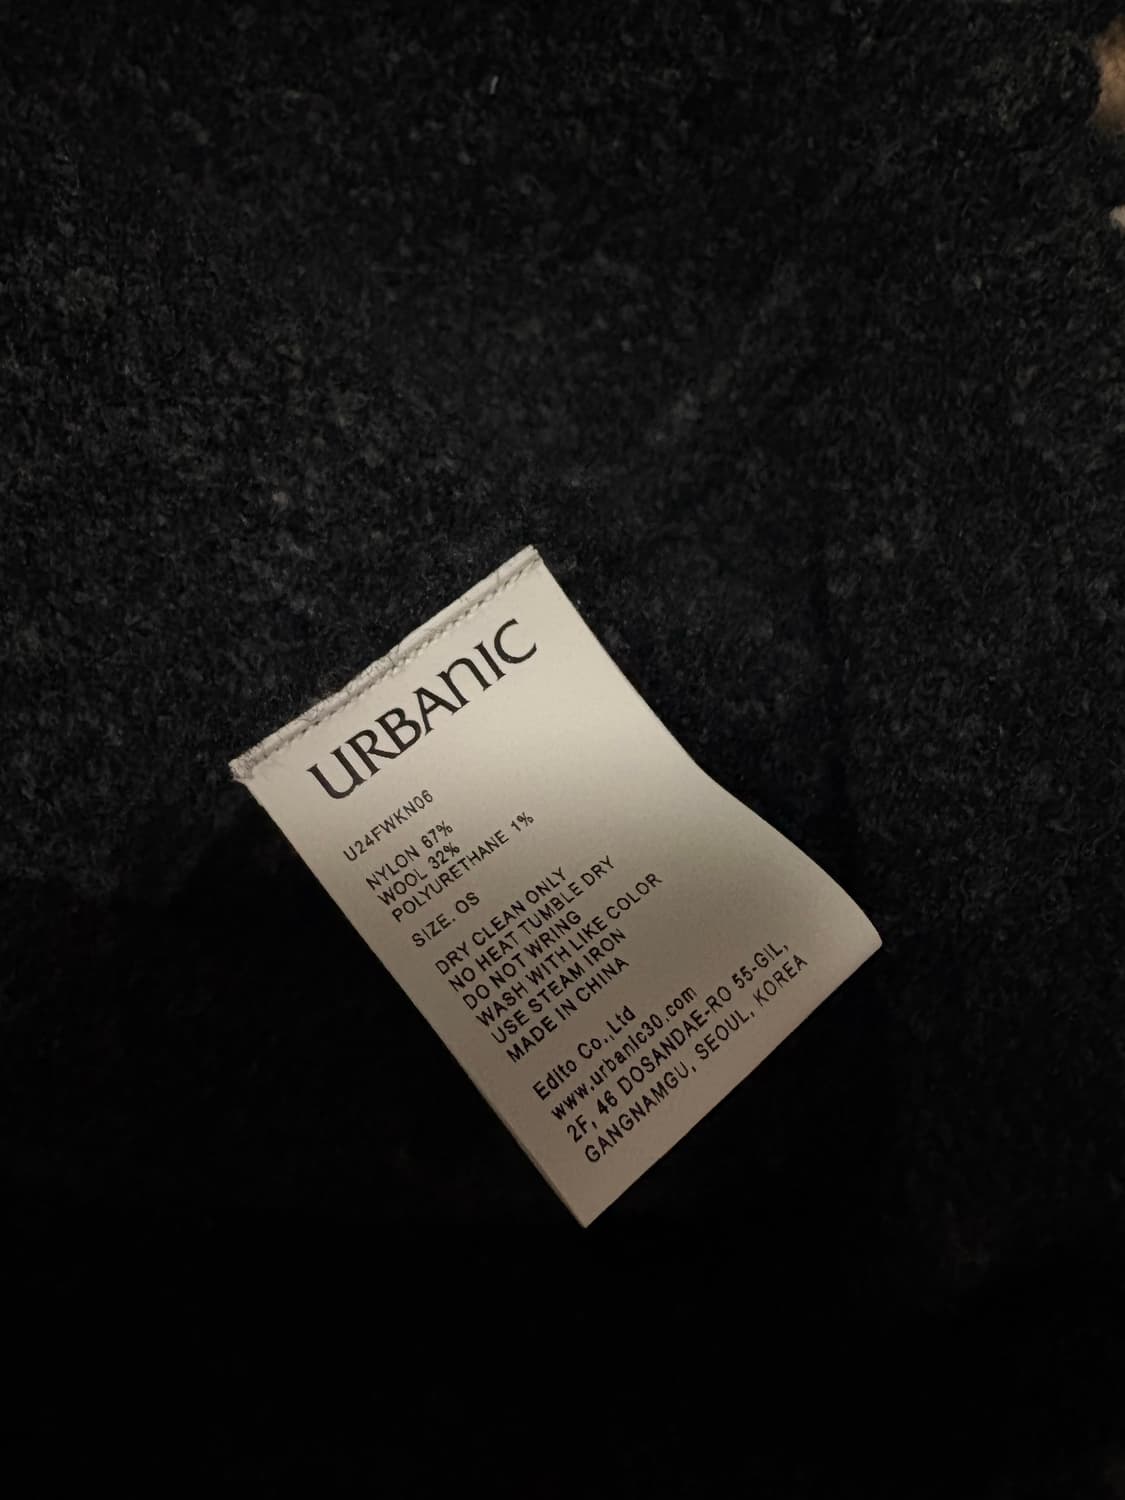 URBANIC
U24FWKN06
NYLON 67%
WOOL 32%
POLYURETHANE 1%
SIZE. OS
DRY CLEAN ONLY
NO HEAT TUMBLE DRY
DO NOT WRING
WASH WITH LIKE COLOR
USE STEAM IRON
MADE IN CHINA
Edito Co.,Ltd
www.urbanic30.com
2F, 46 DOSANDAE-RO 55-GIL,
GANGNAMGU, SEOUL, KOREA